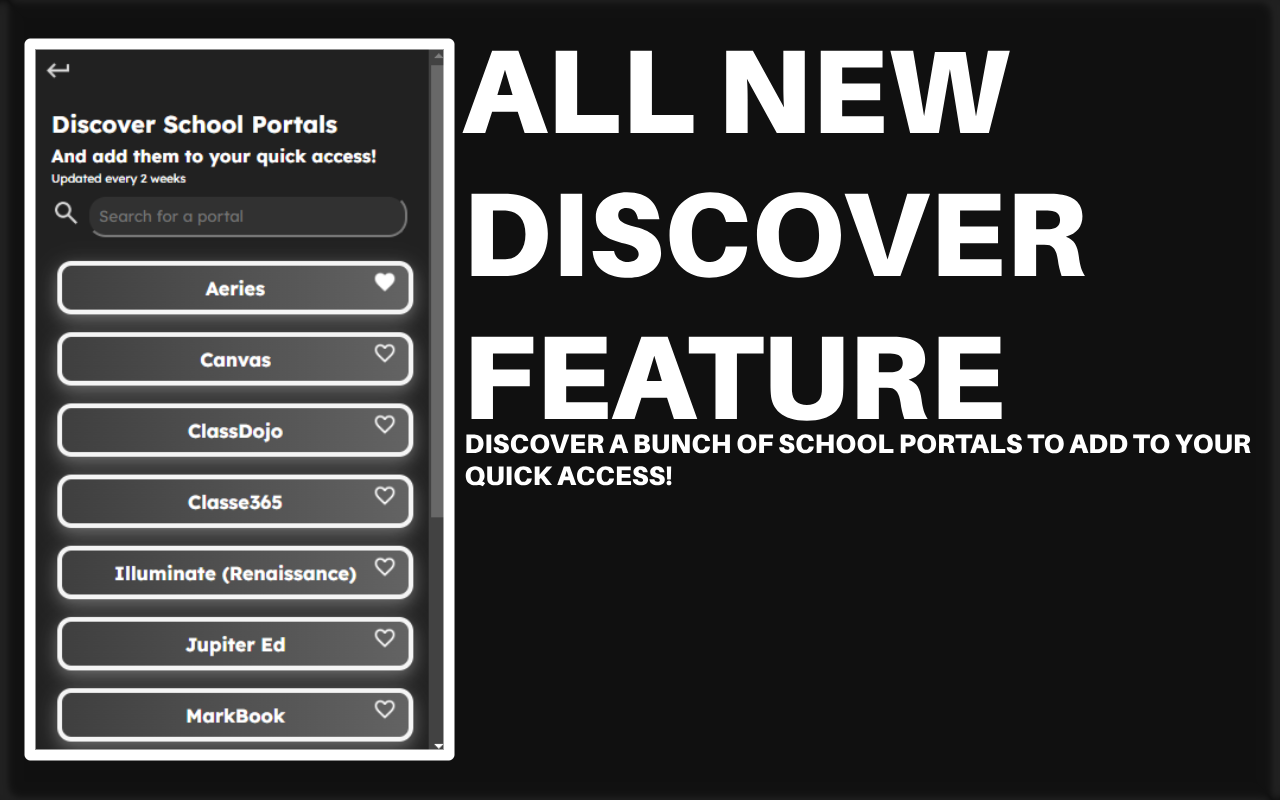 Discover School Portals
And add them to your quick access!
Updated every 2 weeks
Search for a portal
Aeries
Canvas
ClassDojo
Classe365
Illuminate (Renaissance)
Jupiter Ed
MarkBook
ALL NEW
DISCOVER
FEATURE
DISCOVER A BUNCH OF SCHOOL PORTALS TO ADD TO YOUR
QUICK ACCESS!